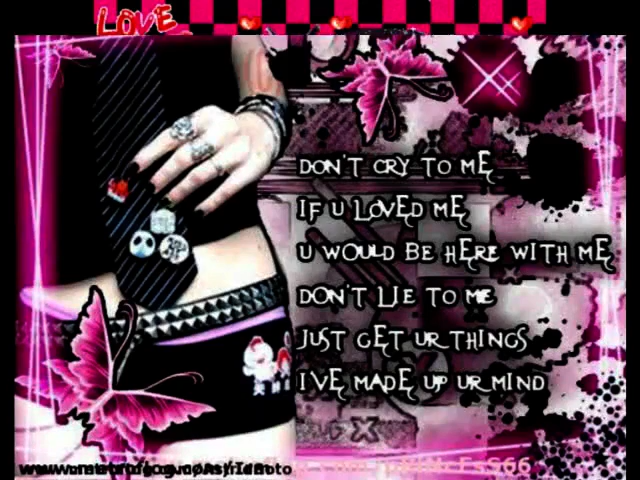 LOVE
DON'T CRY TO ME
IF U LOVED ME
U WOULD BE HERE WITH ME
DON'T LIE TO ME
JUST GET UR THINGS
I'VE MADE UP UR MIND